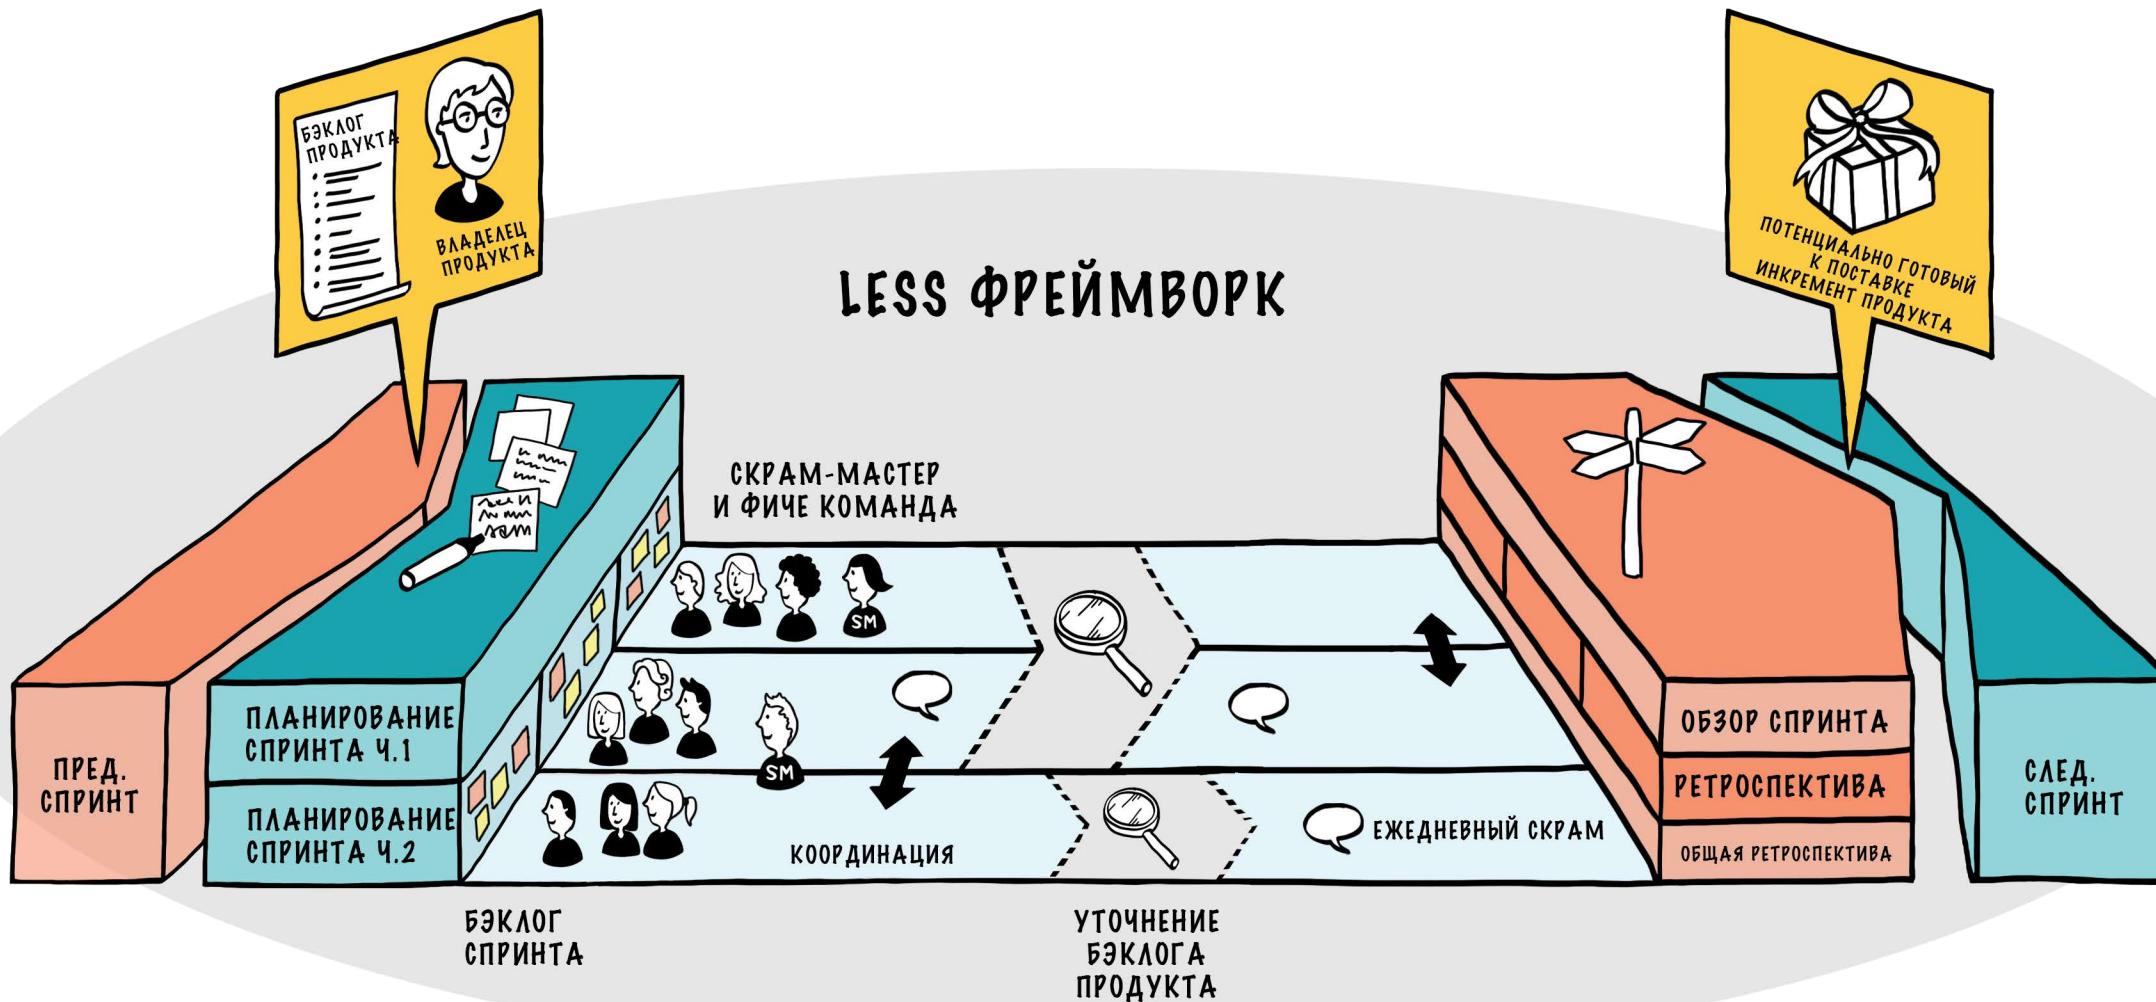 БЭКЛОГ
ПРОДУКТА
ВЛАДЕЛЕЦ
ПРОДУКТА
ПОТЕНЦИАЛЬНО ГОТОВЫЙ
К ПОСТАВКЕ
ИНКРЕМЕНТ ПРОДУКТА
LESS ФРЕЙМВОРК
СКРАМ-МАСТЕР
И ФИЧЕ КОМАНДА
SM
SM
ПРЕД.
СПРИНТ
ПЛАНИРОВАНИЕ
СПРИНТА Ч.1
ПЛАНИРОВАНИЕ
СПРИНТА Ч.2
КООРДИНАЦИЯ
ЕЖЕДНЕВНЫЙ СКРАМ
ОБЗОР СПРИНТА
РЕТРОСПЕКТИВА
ОБЩАЯ РЕТРОСПЕКТИВА
СЛЕД.
СПРИНТ
БЭКЛОГ
СПРИНТА
УТОЧНЕНИЕ
БЭКЛОГА
ПРОДУКТА